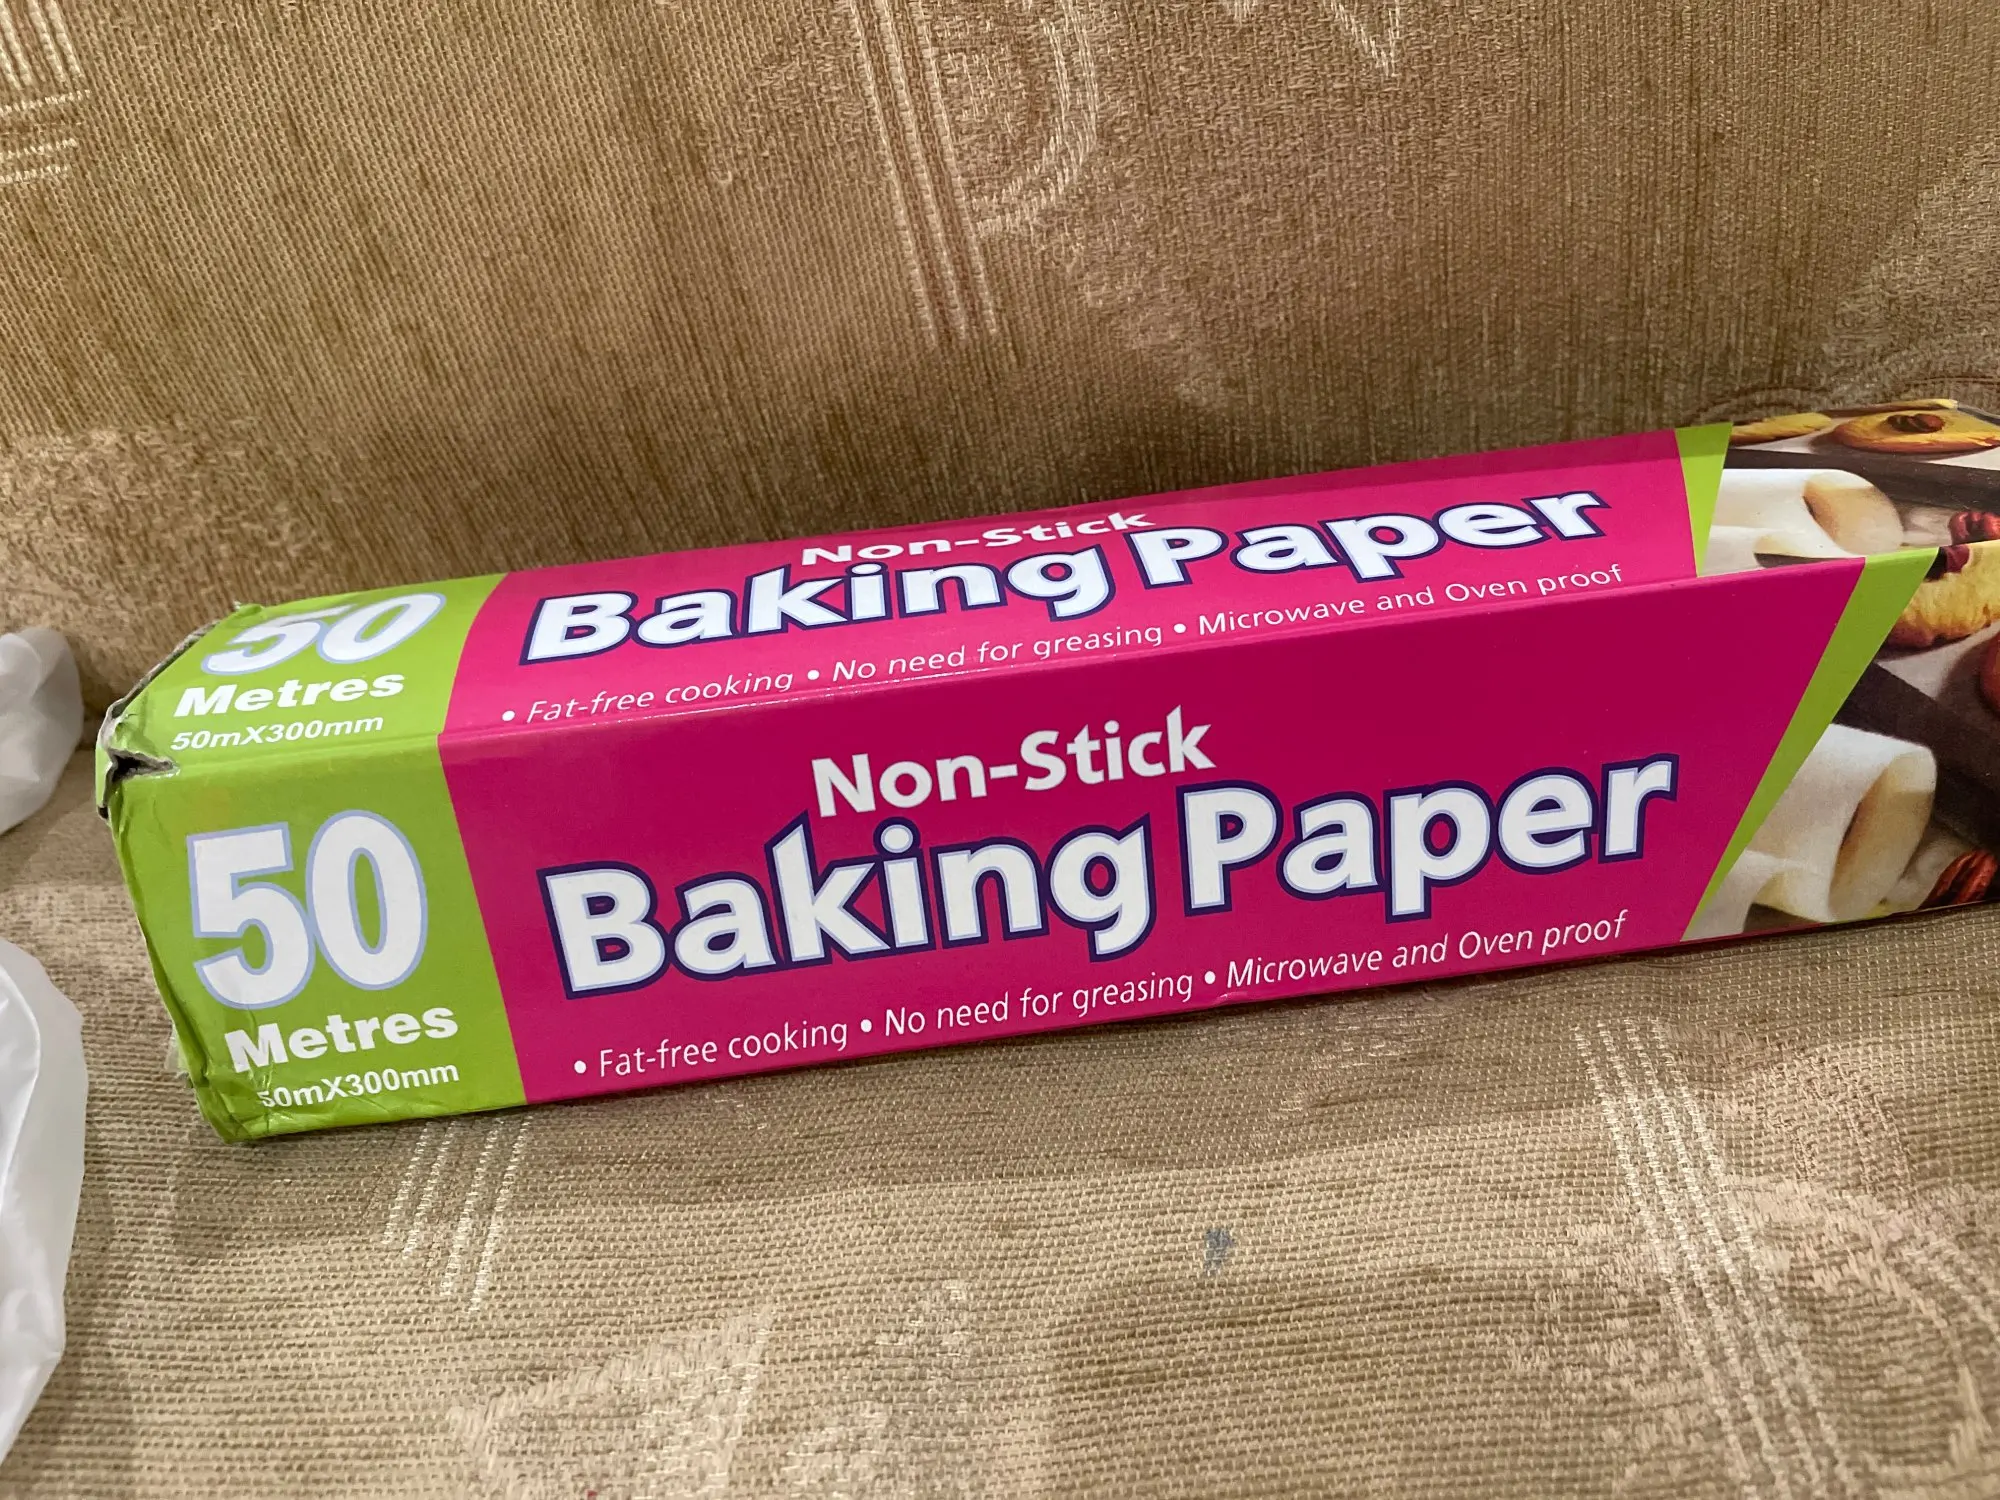 50
Metres
50mX300mm
Non-Stick
Baking Paper
• Fat-free cooking • No need for greasing • Microwave and Oven proof
50
Metres
50mX300mm
Non-Stick
Baking Paper
• Fat-free cooking • No need for greasing • Microwave and Oven proof